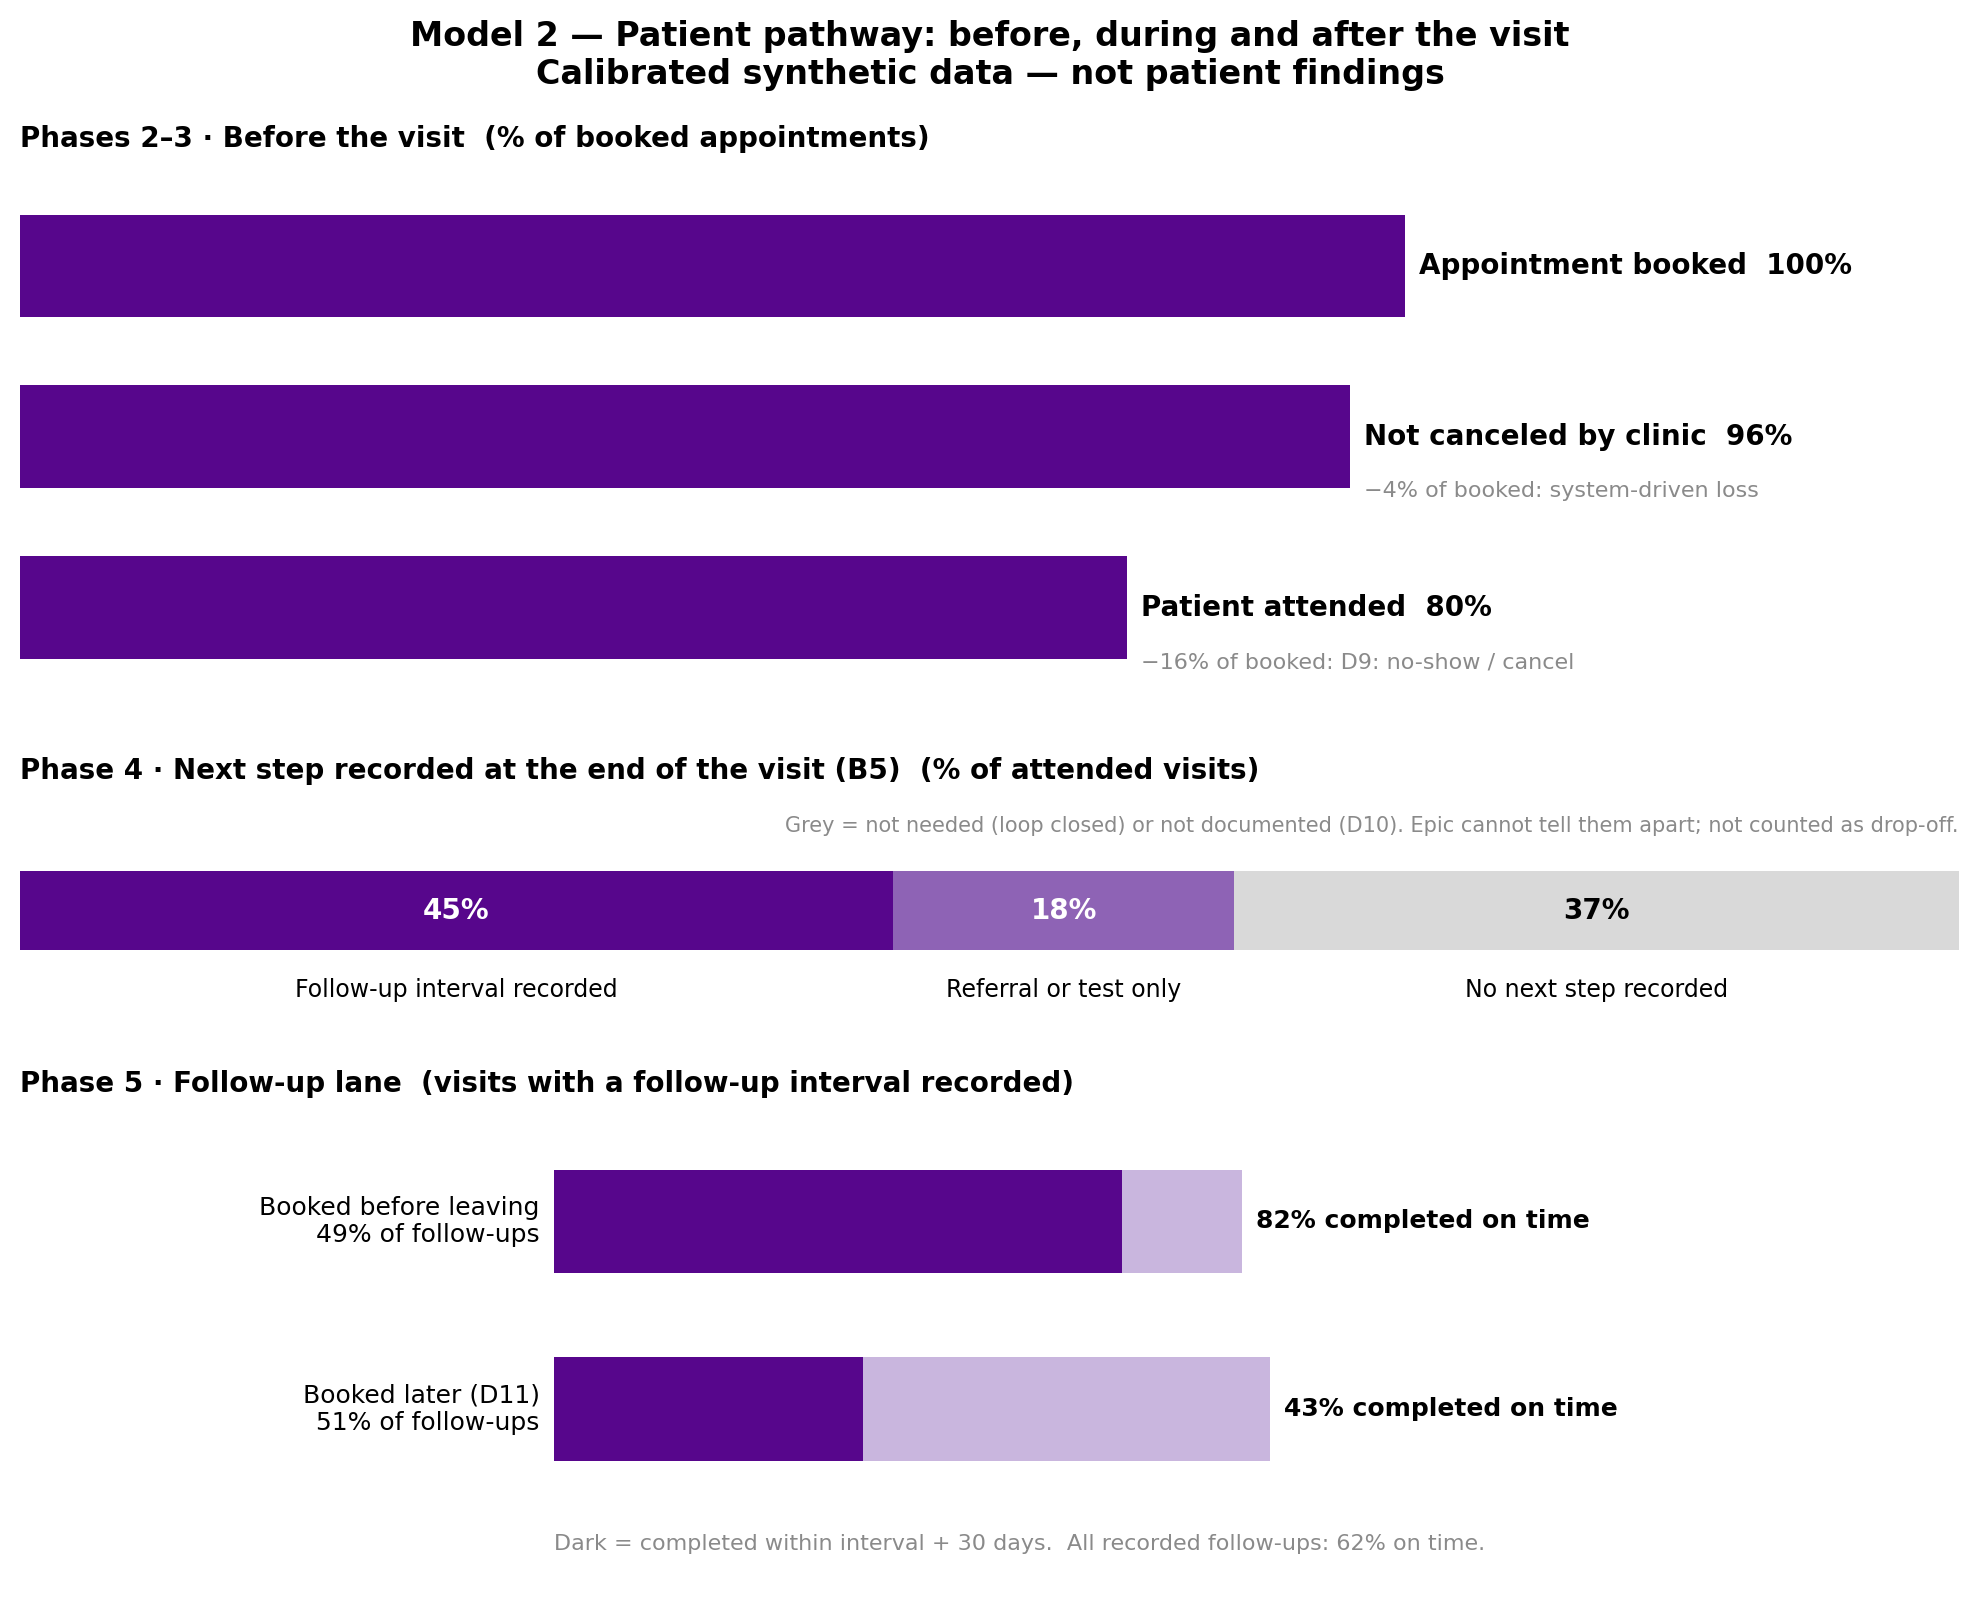 Model 2 — Patient pathway: before, during and after the visit
Calibrated synthetic data — not patient findings
Phases 2–3 · Before the visit  (% of booked appointments)
Appointment booked  100%
Not canceled by clinic  96%
−4% of booked: system-driven loss
Patient attended  80%
−16% of booked: D9: no-show / cancel
Phase 4 · Next step recorded at the end of the visit (B5)  (% of attended visits)
Grey = not needed (loop closed) or not documented (D10). Epic cannot tell them apart; not counted as drop-off.
45%
18%
37%
Follow-up interval recorded
Referral or test only
No next step recorded
Phase 5 · Follow-up lane  (visits with a follow-up interval recorded)
Booked before leaving
49% of follow-ups
82% completed on time
Booked later (D11)
51% of follow-ups
43% completed on time
Dark = completed within interval + 30 days.  All recorded follow-ups: 62% on time.